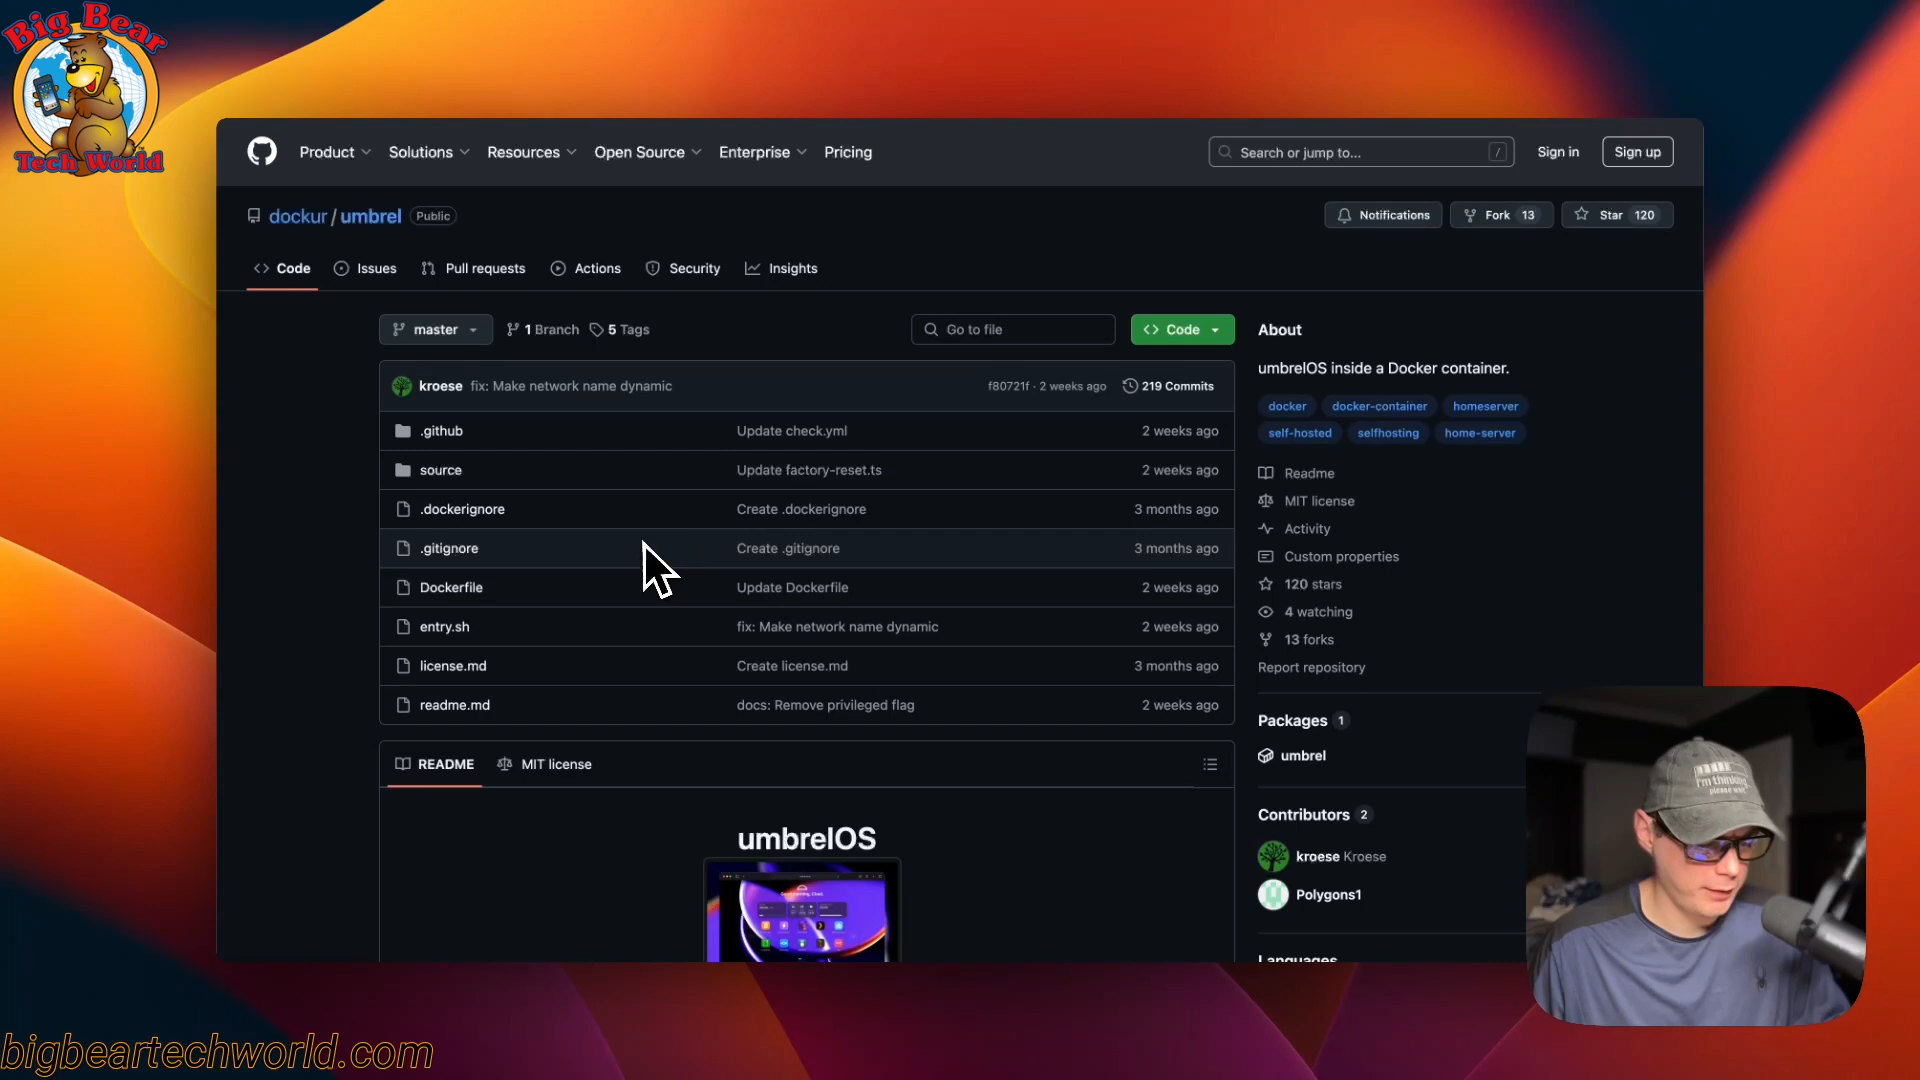 Big Bear
Tech World
Product Solutions Resources Open Source Enterprise Pricing
Search or jump to... /
Sign in
Sign up
dockur / umbrel Public
Notifications
Fork 13
Star 120
Code Issues Pull requests Actions Security Insights
master
1 Branch
5 Tags
Go to file
Code
About
umbrelOS inside a Docker container.
kroese fix: Make network name dynamic f80721f · 2 weeks ago 219 Commits
docker docker-container homeserver
self-hosted selfhosting home-server
.github Update check.yml 2 weeks ago
source Update factory-reset.ts 2 weeks ago
.dockerignore Create .dockerignore 3 months ago
.gitignore Create .gitignore 3 months ago
Dockerfile Update Dockerfile 2 weeks ago
entry.sh fix: Make network name dynamic 2 weeks ago
license.md Create license.md 3 months ago
readme.md docs: Remove privileged flag 2 weeks ago
Readme
MIT license
Activity
Custom properties
120 stars
4 watching
13 forks
Report repository
Packages 1
umbrel
Contributors 2
kroese Kroese
Polygons1
Languages
README MIT license
umbrelOS
I'm thinking
please wait
bigbeartechworld.com